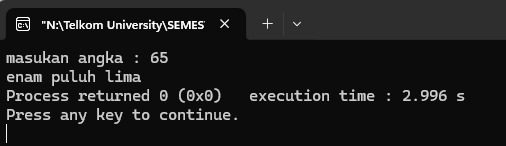 "N:\Telkom University\SEMES
masukan angka : 65
enam puluh lima
Process returned 0 (0x0)   execution time : 2.996 s
Press any key to continue.